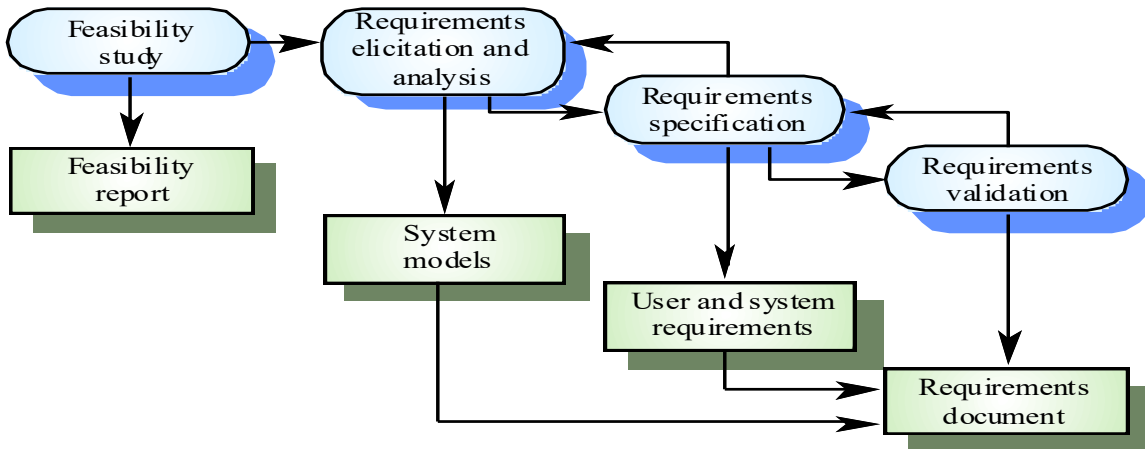 Feasibility
study
Requirements
elicitation and
analysis
Requirements
specification
Requirements
validation
Feasibility
report
System
models
User and system
requirements
Requirements
document